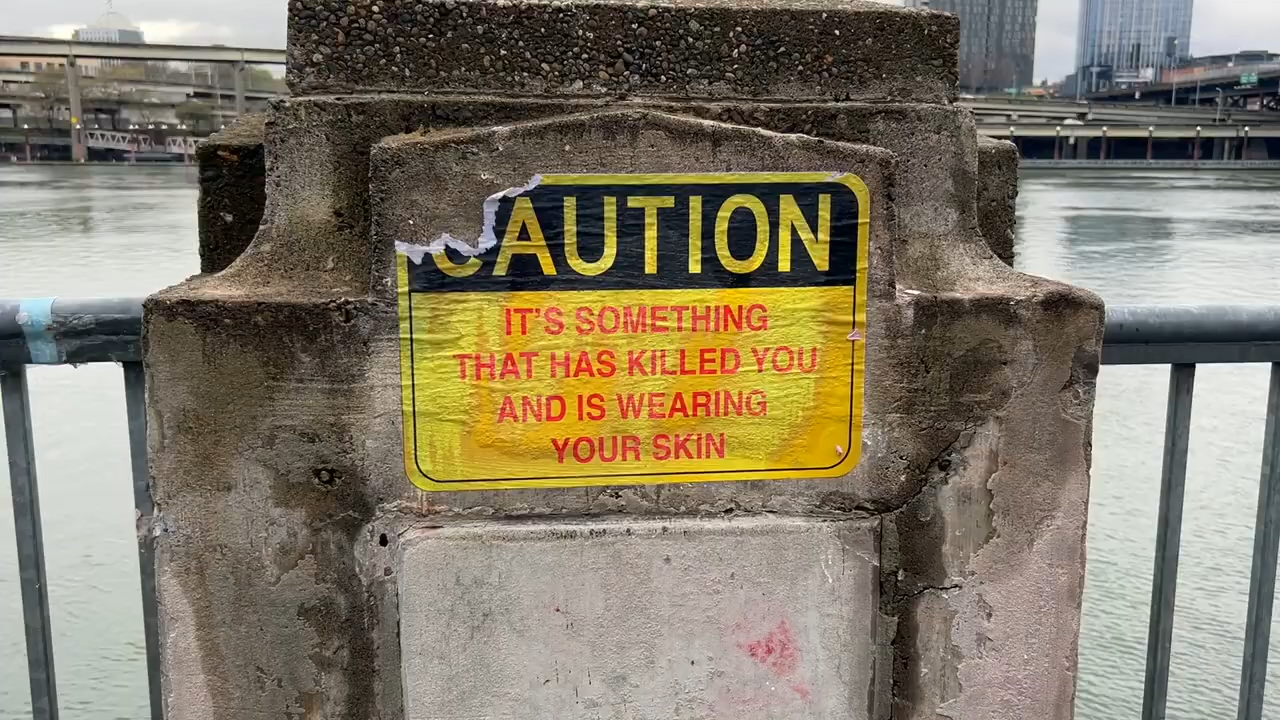 CAUTION
IT'S SOMETHING
THAT HAS KILLED YOU
AND IS WEARING
YOUR SKIN